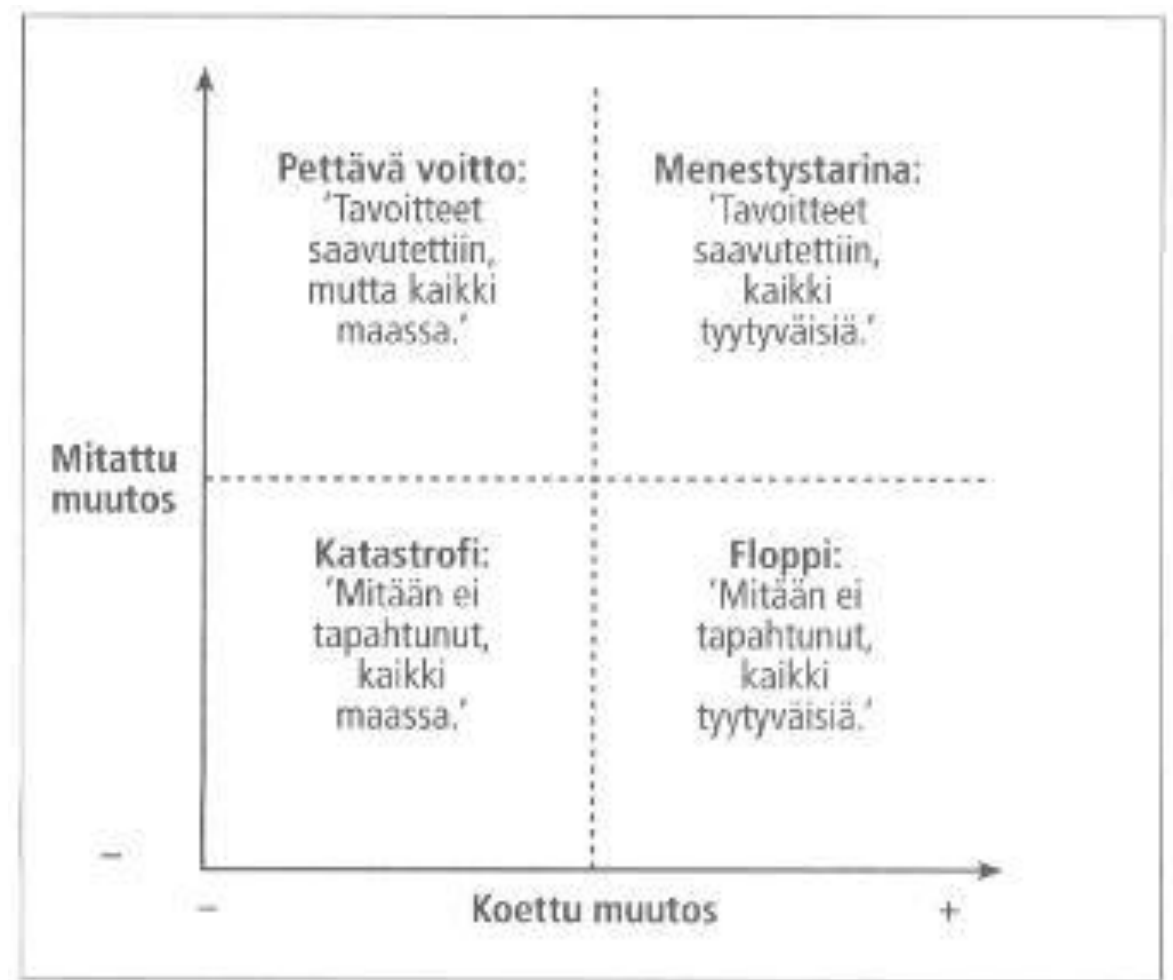 Pettävä voitto:
'Tavoitteet
saavutettiin,
mutta kaikki
maassa.'
Menestystarina:
'Tavoitteet
saavutettiin,
kaikki
tyytyväisiä.'
Mitattu
muutos
Katastrofi:
'Mitään ei
tapahtunut,
kaikki
maassa.'
Floppi:
'Mitään ei
tapahtunut,
kaikki
tyytyväisiä.'
–
–
Koettu muutos
+